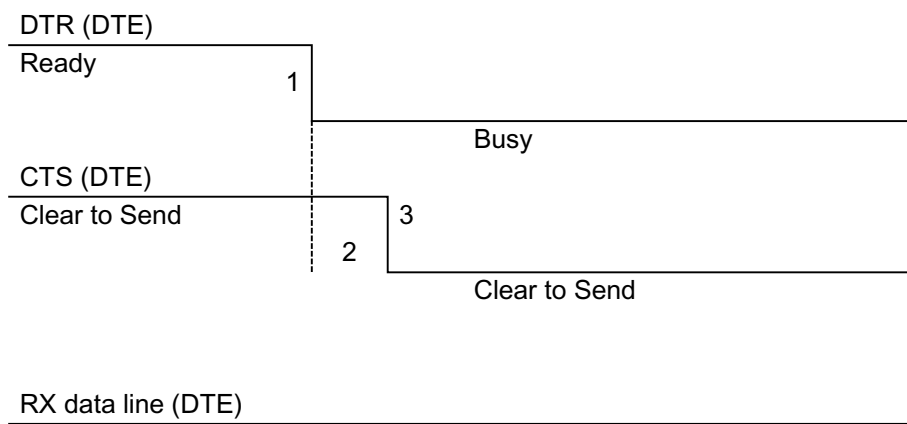 DTR (DTE)
Ready
1
Busy
CTS (DTE)
Clear to Send
3
2
Clear to Send
RX data line (DTE)